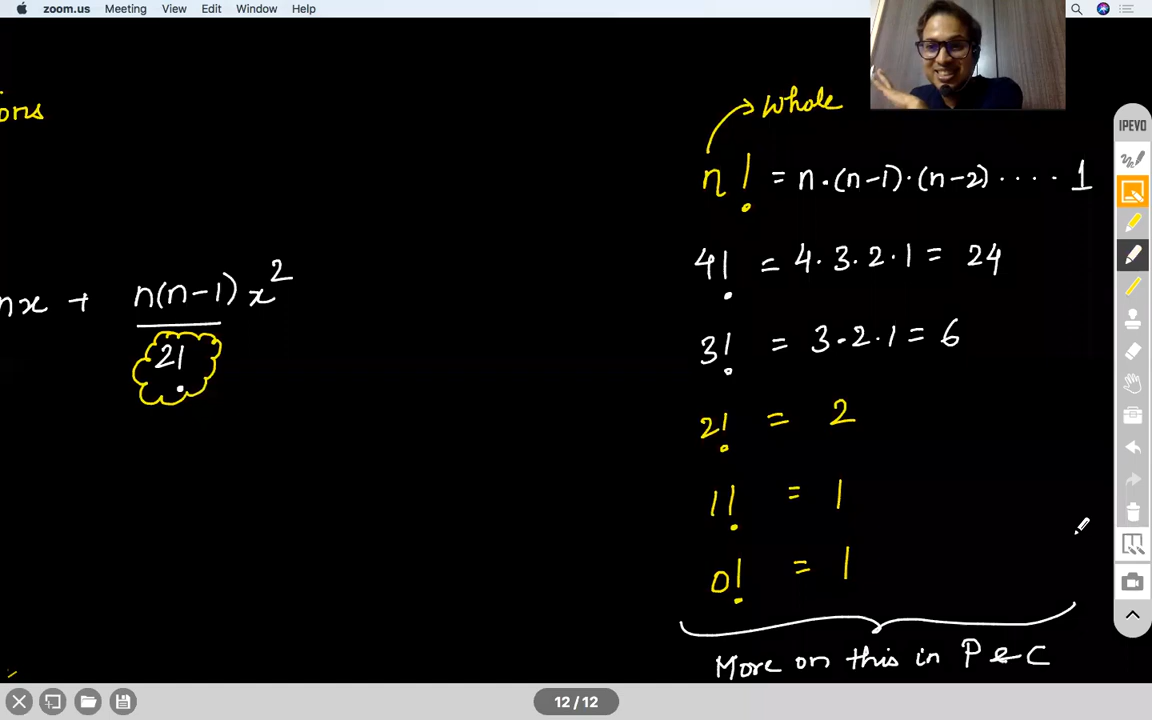 zoom.us Meeting View Edit Window Help
ions
Whole
IPEVO
n! = n·(n-1)·(n-2)·····1
4! = 4·3·2·1 = 24
nx + n(n-1)x²
2!
3! = 3·2·1 = 6
2! = 2
1! = 1
0! = 1
More on this in P & C
12/12